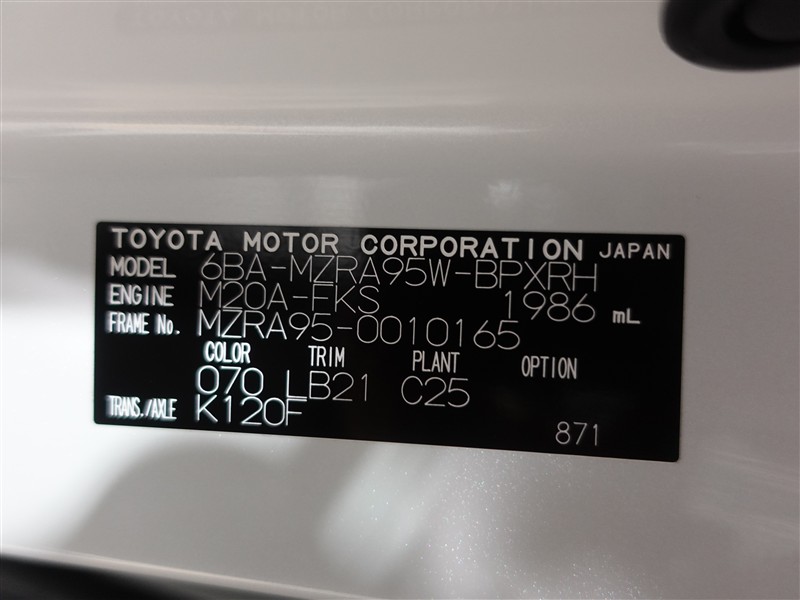 TOYOTA MOTOR CORPORATION JAPAN
MODEL 6BA-MZRA95W-BPXRH
ENGINE M20A-FKS 1986 mL
FRAME No. MZRA95-0010165
COLOR TRIM PLANT OPTION
070 LB21 C25
TRANS./AXLE K120F
871